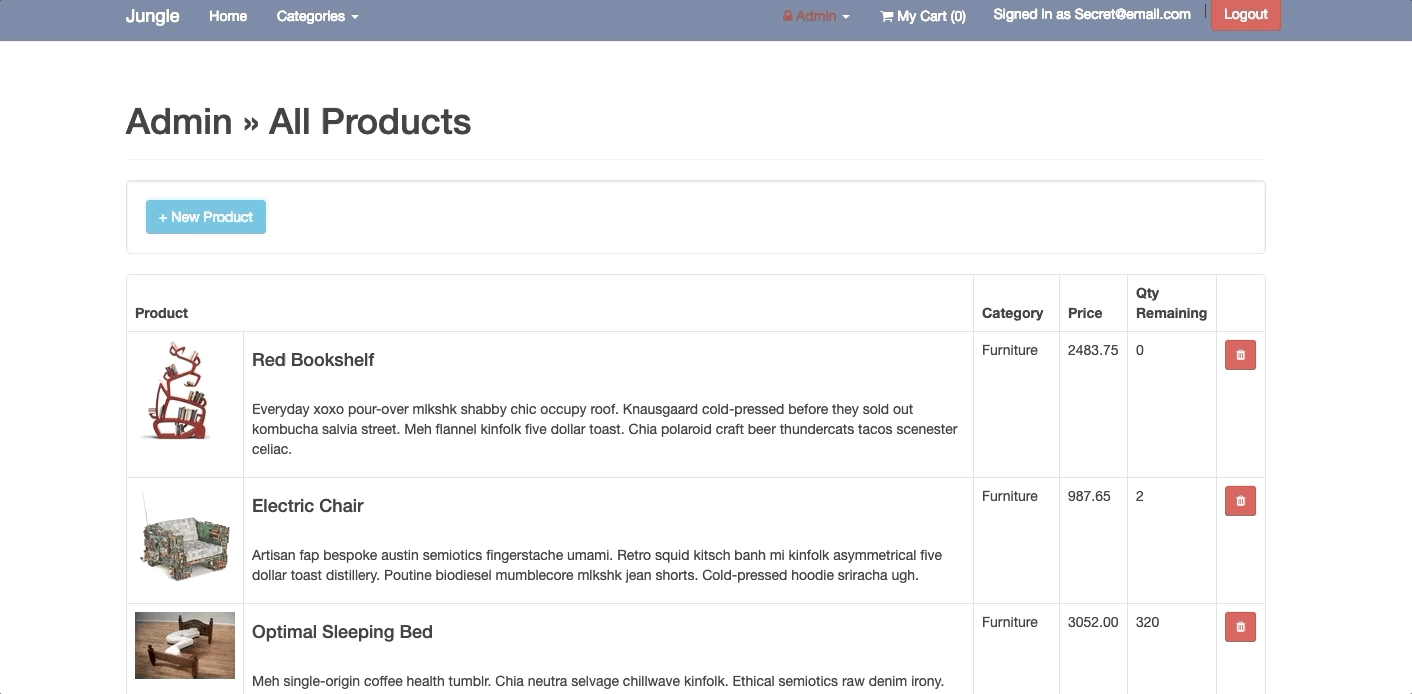 Jungle Home Categories Admin My Cart (0) Signed in as Secret@email.com | Logout
Admin » All Products
+ New Product
Product Category Price Qty Remaining
Red Bookshelf Furniture 2483.75 0
Everyday xoxo pour-over mlkshk shabby chic occupy roof. Knausgaard cold-pressed before they sold out
kombucha salvia street. Meh flannel kinfolk five dollar toast. Chia polaroid craft beer thundercats tacos scenester
celiac.
Electric Chair Furniture 987.65 2
Artisan fap bespoke austin semiotics fingerstache umami. Retro squid kitsch banh mi kinfolk asymmetrical five
dollar toast distillery. Poutine biodiesel mumblecore mlkshk jean shorts. Cold-pressed hoodie sriracha ugh.
Optimal Sleeping Bed Furniture 3052.00 320
Meh single-origin coffee health tumblr. Chia neutra selvage chillwave kinfolk. Ethical semiotics raw denim irony.